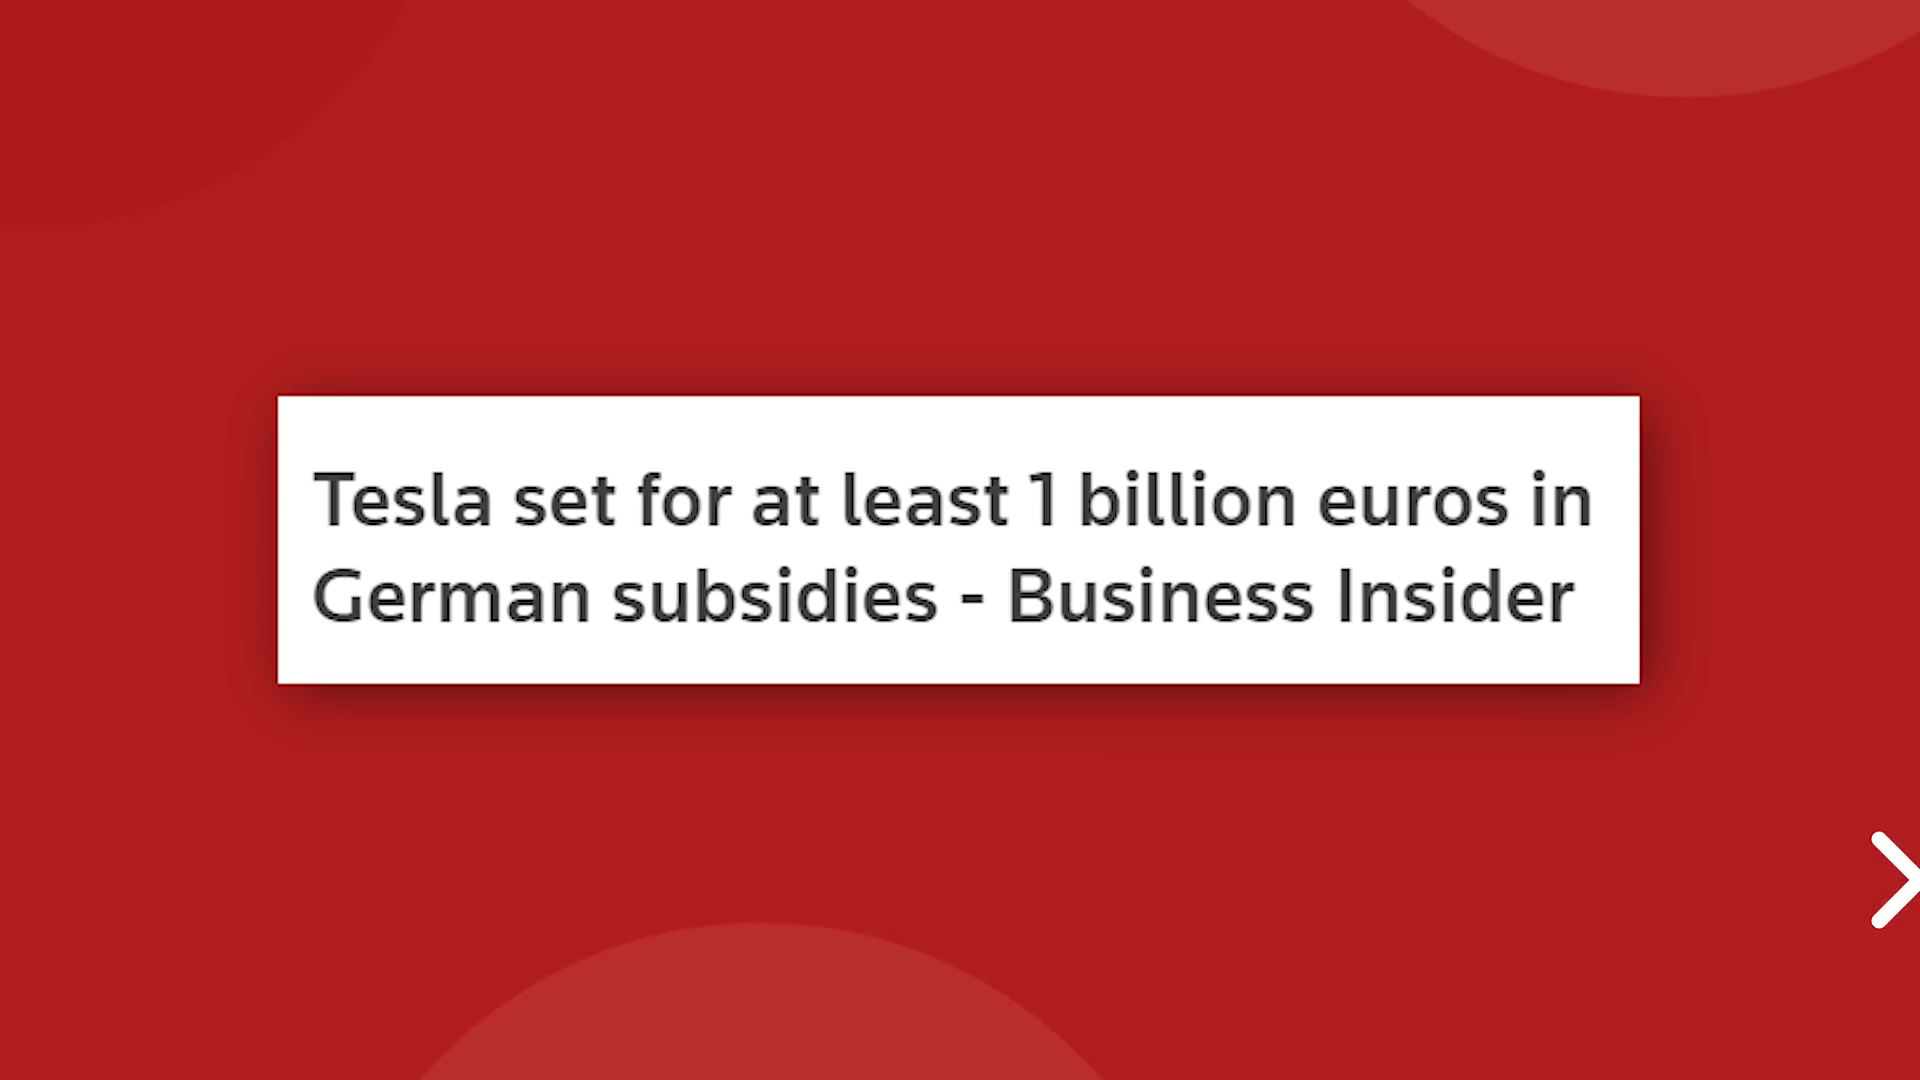 Tesla set for at least 1 billion euros in
German subsidies - Business Insider